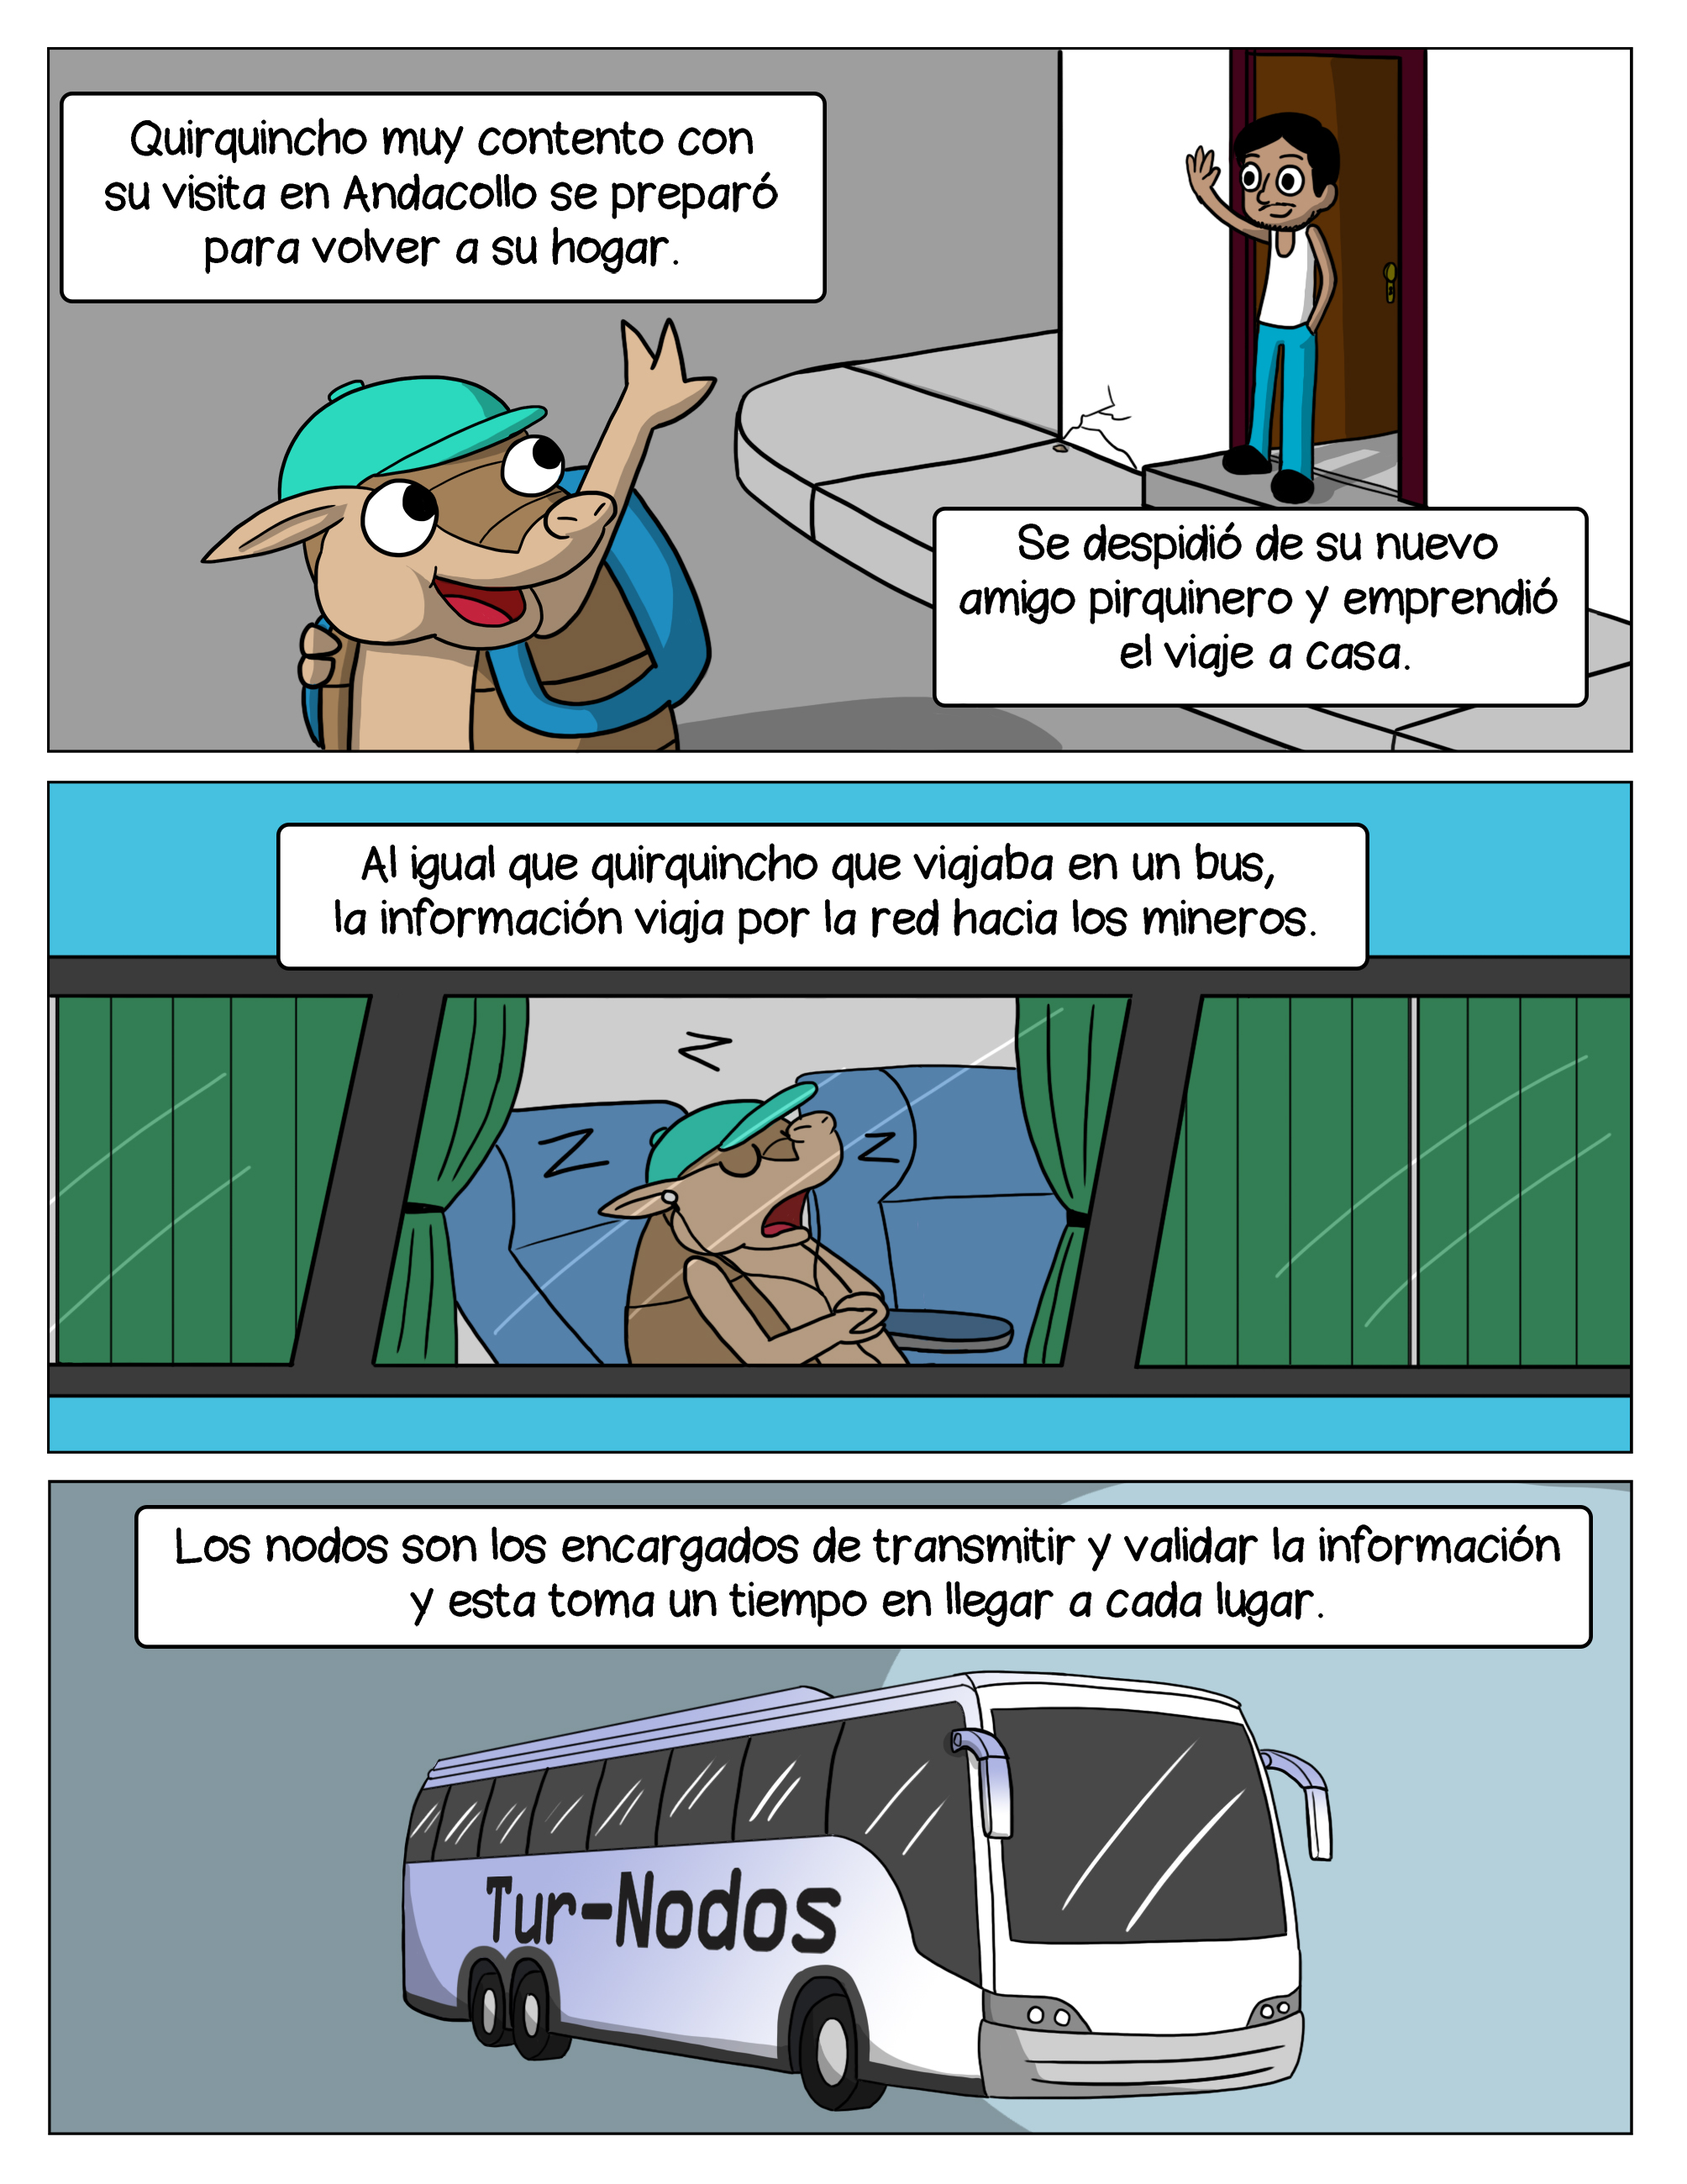 Quirquincho muy contento con
su visita en Andacollo se preparó
para volver a su hogar.
Se despidió de su nuevo
amigo pirquinero y emprendió
el viaje a casa.
Al igual que quirquincho que viajaba en un bus,
la información viaja por la red hacia los mineros.
Z
Z
Z
Los nodos son los encargados de transmitir y validar la información
y esta toma un tiempo en llegar a cada lugar.
Tur-Nodos